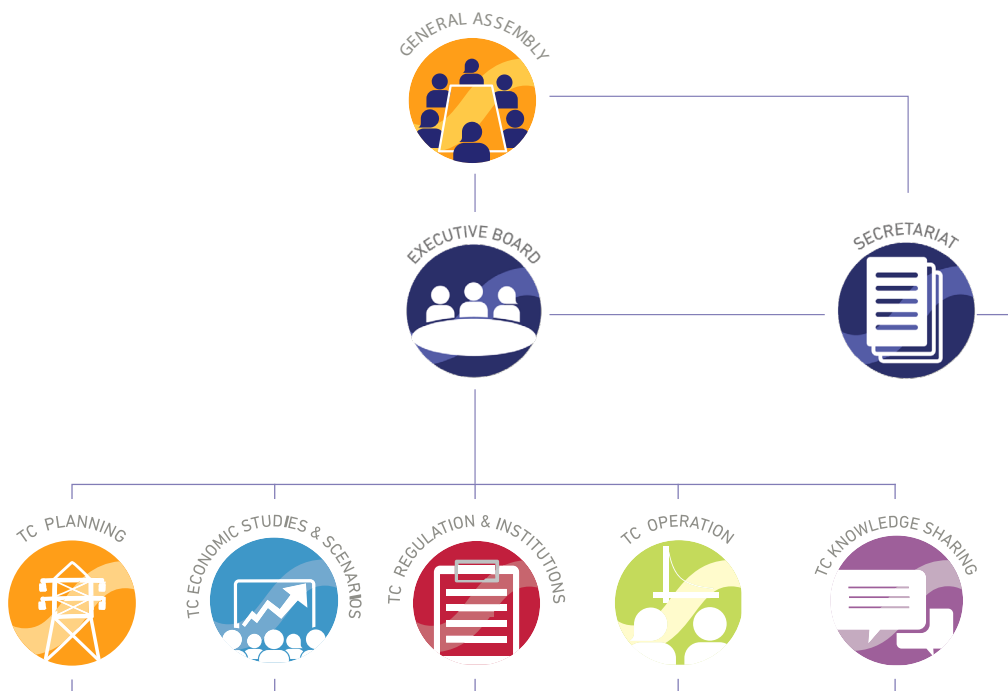 GENERAL ASSEMBLY
EXECUTIVE BOARD
SECRETARIAT
TC PLANNING
TC ECONOMIC STUDIES & SCENARIOS
TC REGULATION & INSTITUTIONS
TC OPERATION
TC KNOWLEDGE SHARING